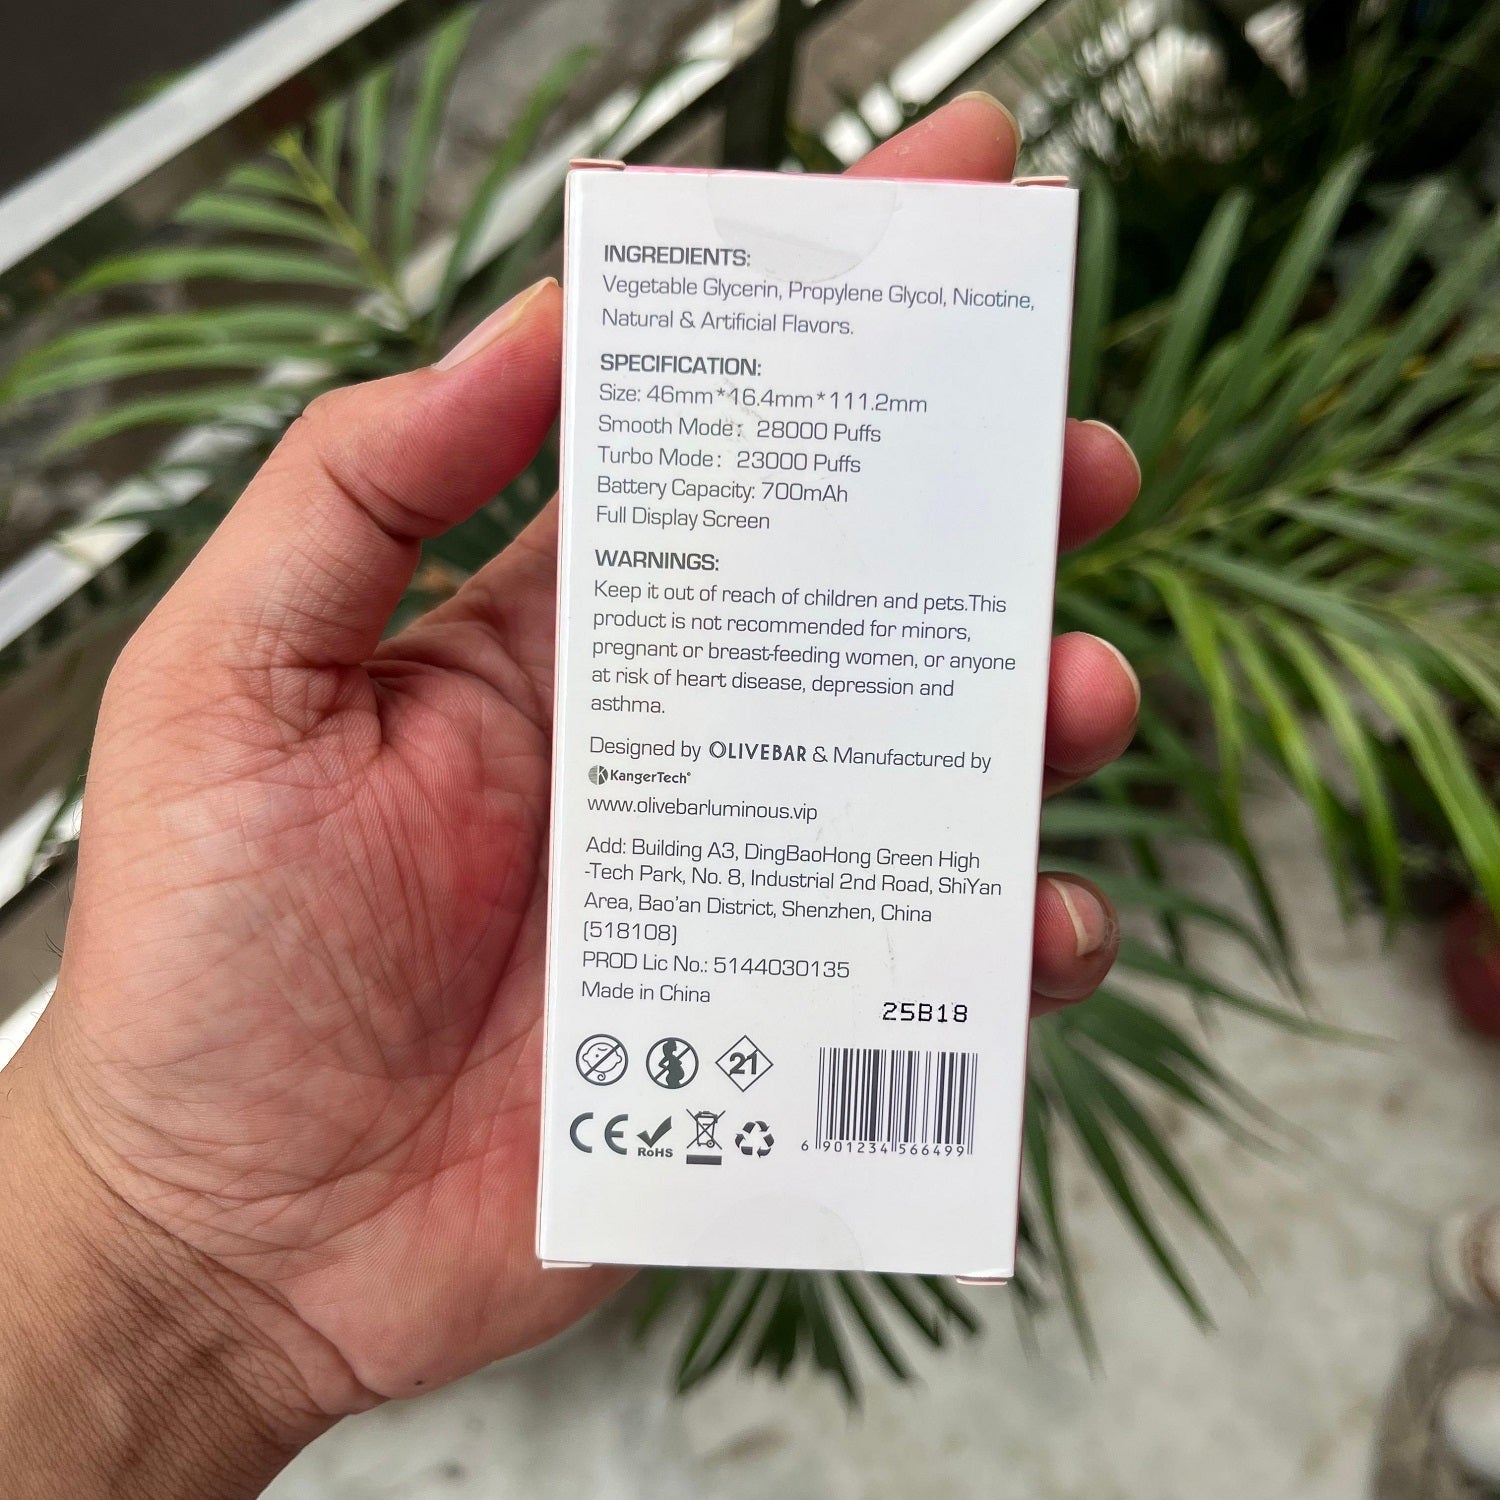 INGREDIENTS:
Vegetable Glycerin, Propylene Glycol, Nicotine,
Natural & Artificial Flavors.
SPECIFICATION:
Size: 46mm*16.4mm*111.2mm
Smooth Mode: 28000 Puffs
Turbo Mode: 23000 Puffs
Battery Capacity: 700mAh
Full Display Screen
WARNINGS:
Keep it out of reach of children and pets.This
product is not recommended for minors,
pregnant or breast-feeding women, or anyone
at risk of heart disease, depression and
asthma.
Designed by OLIVEBAR & Manufactured by
KangerTech®
www.olivebarluminous.vip
Add: Building A3, DingBaoHong Green High
-Tech Park, No. 8, Industrial 2nd Road, ShiYan
Area, Bao'an District, Shenzhen, China
(518108)
PROD Lic No.: 5144030135
Made in China
25B18
21
CE RoHS
6 901234 566499